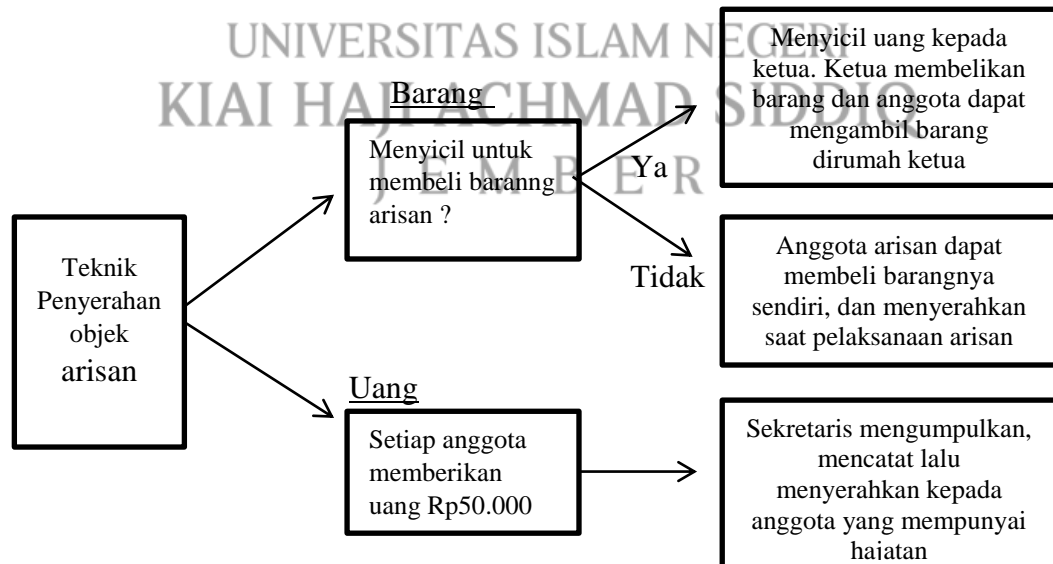 UNIVERSITAS ISLAM NEGERI
KIAI HAJI ACHMAD SIDDIQ
J E M B E R
Teknik
Penyerahan
objek
arisan
Barang
Menyicil untuk
membeli baranng
arisan ?
Ya
Menyicil uang kepada
ketua. Ketua membelikan
barang dan anggota dapat
mengambil barang
dirumah ketua
Tidak
Anggota arisan dapat
membeli barangnya
sendiri, dan menyerahkan
saat pelaksanaan arisan
Uang
Setiap anggota
memberikan
uang Rp50.000
Sekretaris mengumpulkan,
mencatat lalu
menyerahkan kepada
anggota yang mempunyai
hajatan